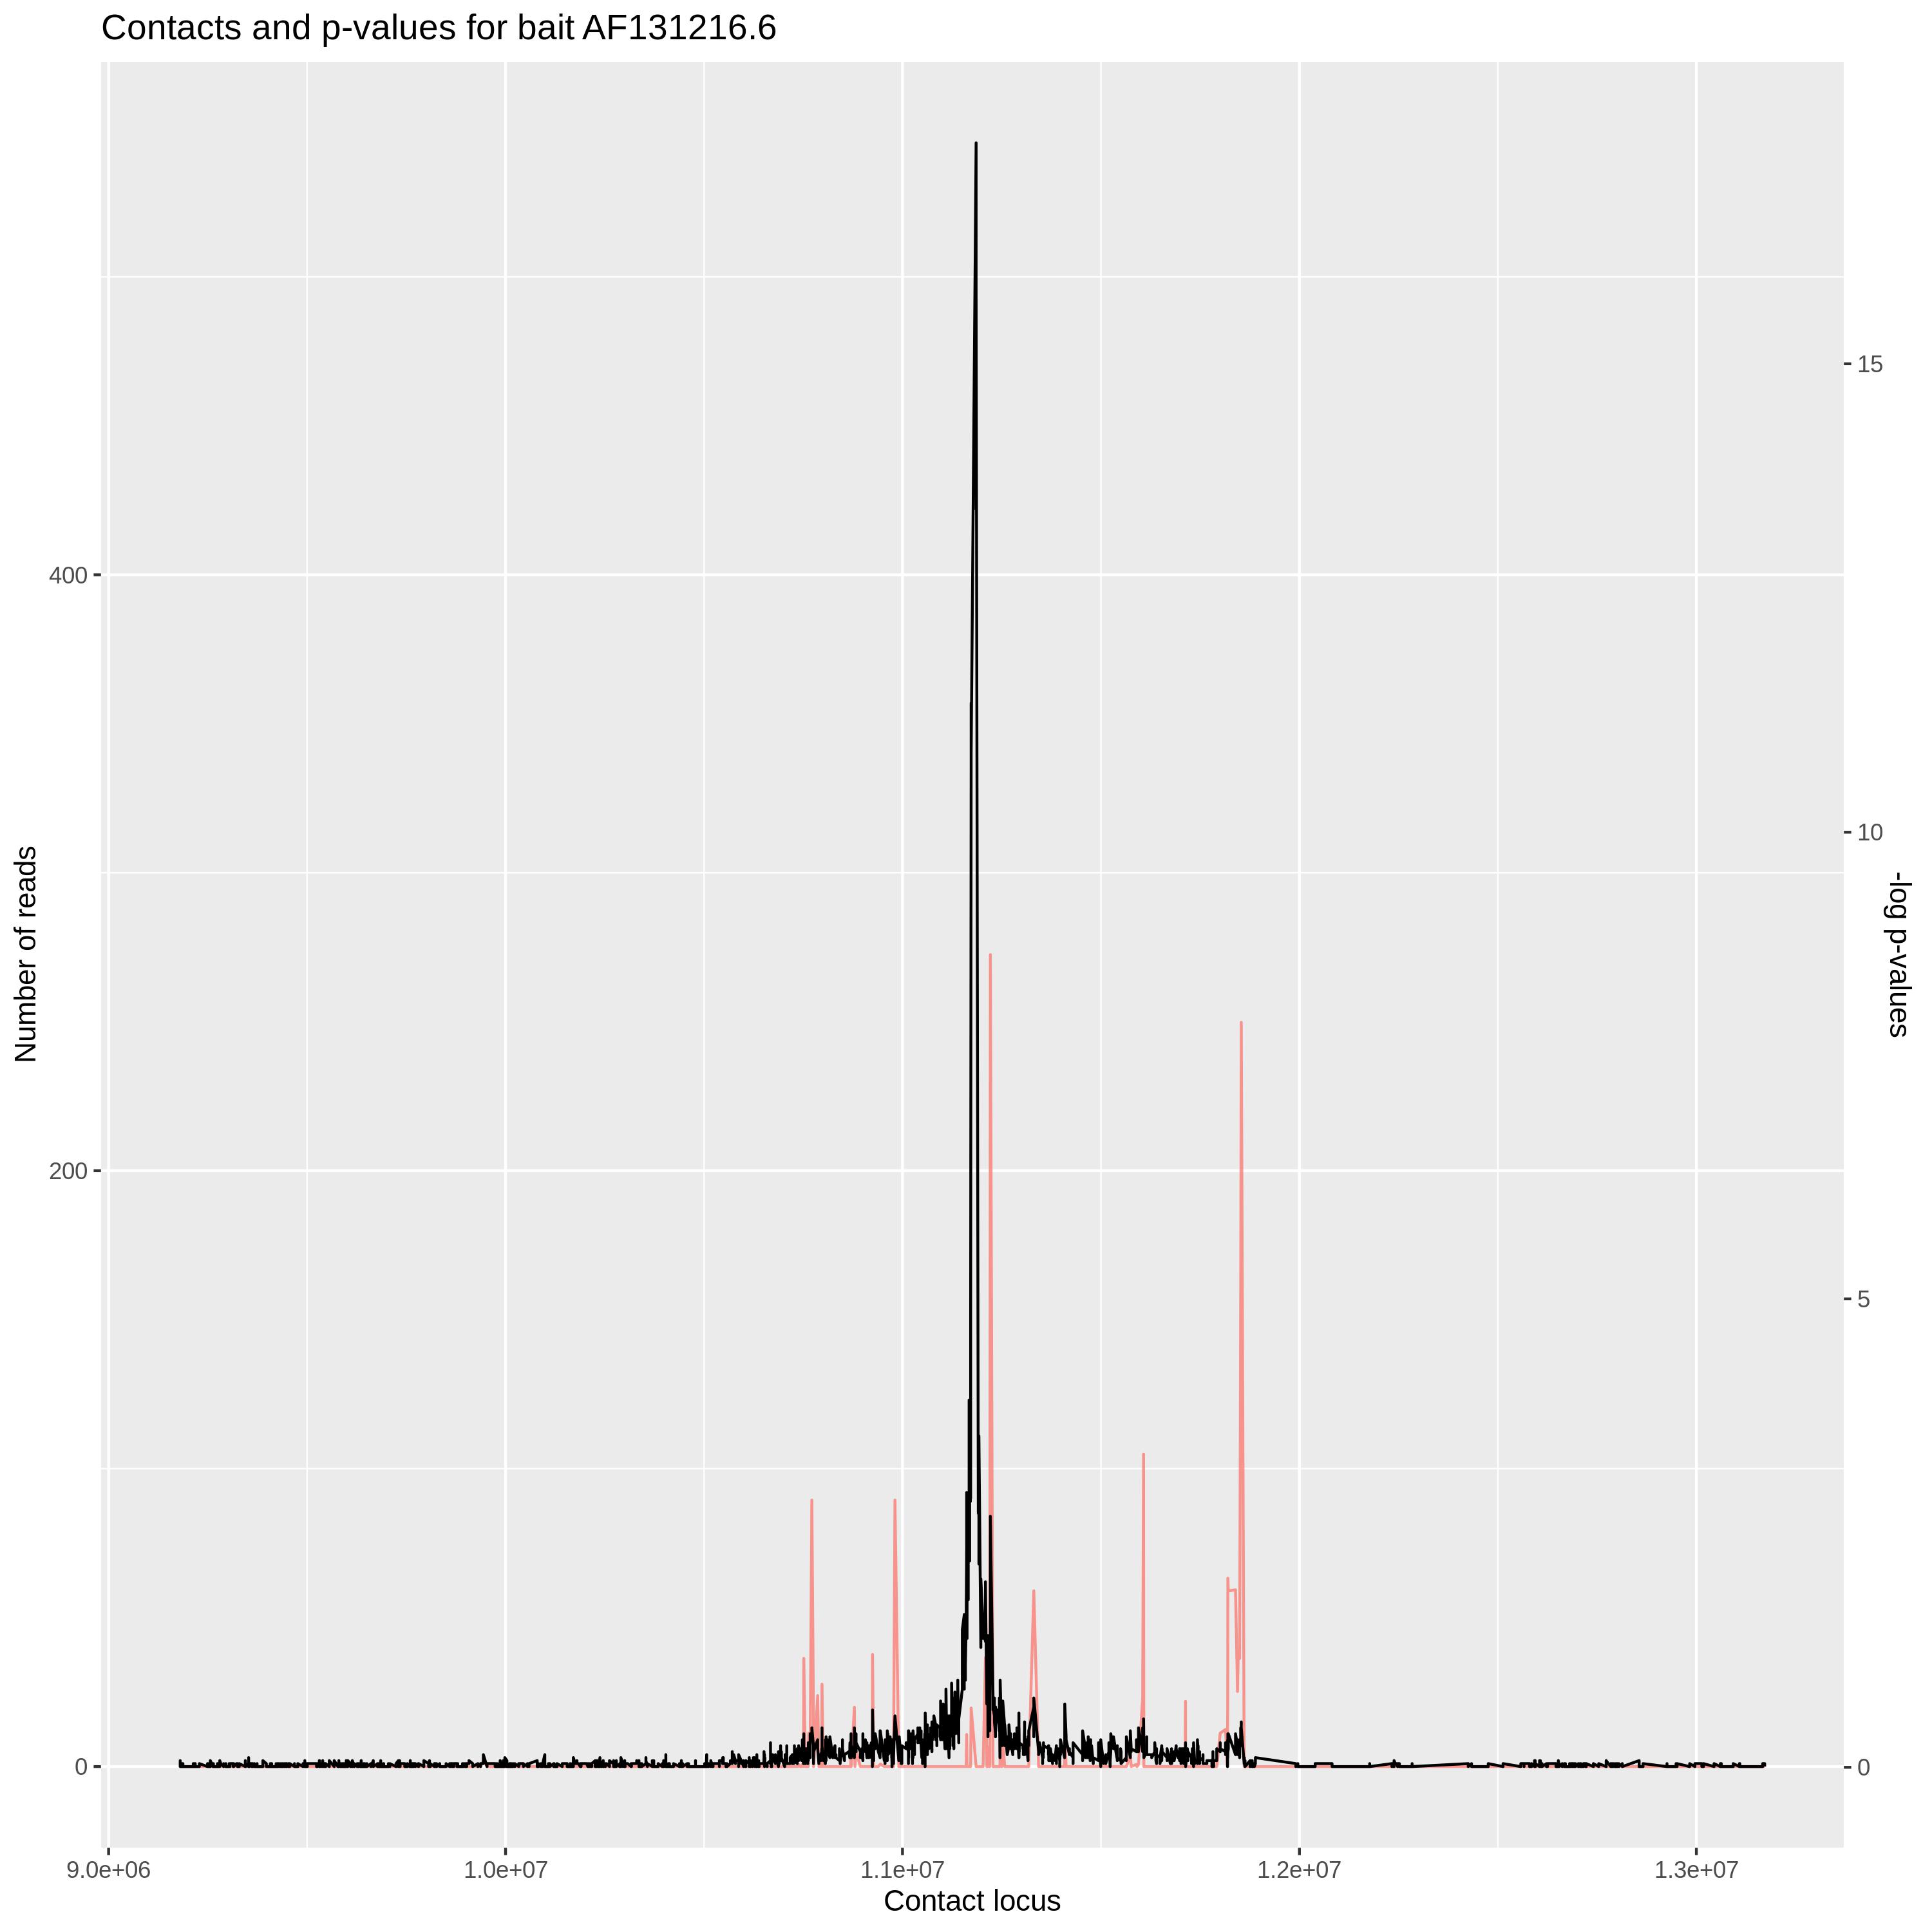 Contacts and p-values for bait AF131216.6
400
200
0
Number of reads
15
10
5
0
-log p-values
9.0e+06
1.0e+07
1.1e+07
1.2e+07
1.3e+07
Contact locus